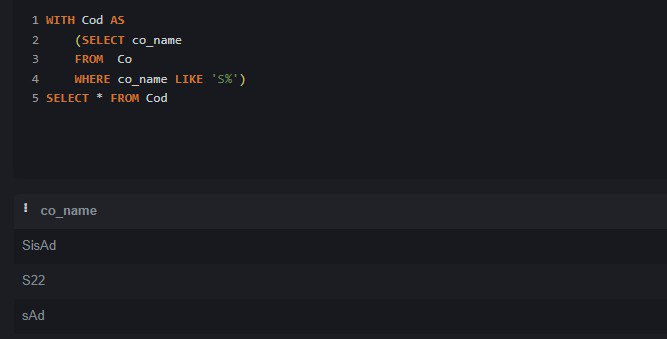 1 WITH Cod AS
2 (SELECT co_name
3 FROM Co
4 WHERE co_name LIKE 'S%')
5 SELECT * FROM Cod
co_name
SisAd
S22
sAd